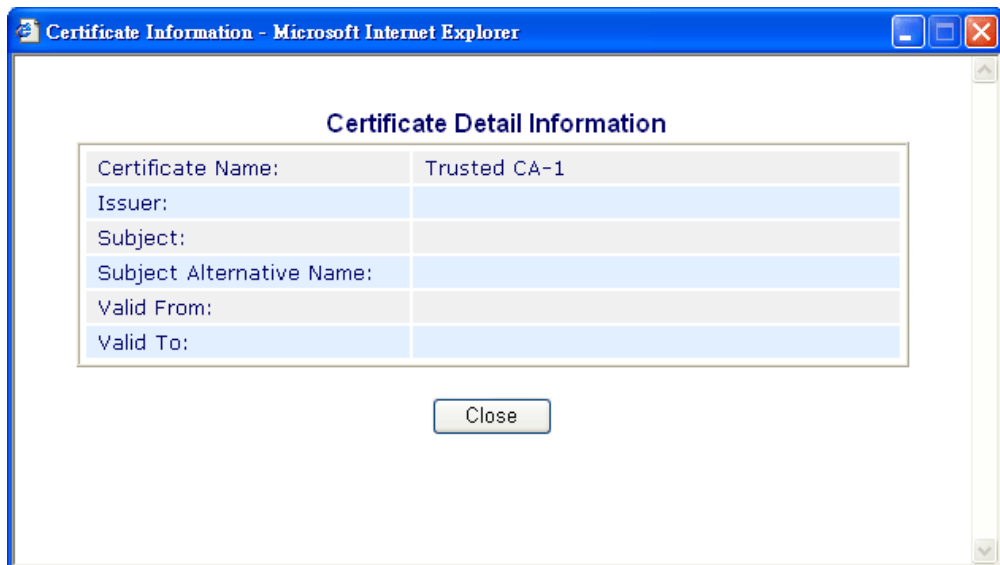 Certificate Information - Microsoft Internet Explorer
Certificate Detail Information
Certificate Name: Trusted CA-1
Issuer:
Subject:
Subject Alternative Name:
Valid From:
Valid To:
Close